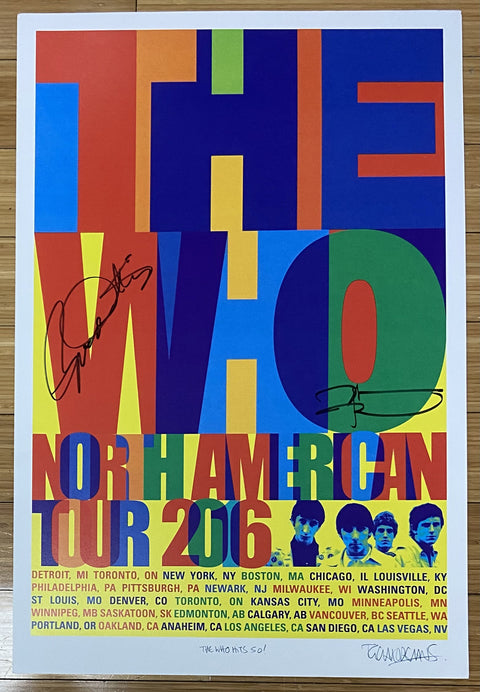 THE
WHO
NORTH AMERICAN
TOUR 2016
DETROIT, MI TORONTO, ON NEW YORK, NY BOSTON, MA CHICAGO, IL LOUISVILLE, KY
PHILADELPHIA, PA PITTSBURGH, PA NEWARK, NJ MILWAUKEE, WI WASHINGTON, DC
ST LOUIS, MO DENVER, CO TORONTO, ON KANSAS CITY, MO MINNEAPOLIS, MN
WINNIPEG, MB SASKATOON, SK EDMONTON, AB CALGARY, AB VANCOUVER, BC SEATTLE, WA
PORTLAND, OR OAKLAND, CA ANAHEIM, CA LOS ANGELES, CA SAN DIEGO, CA LAS VEGAS, NV
THE WHO HITS 50!